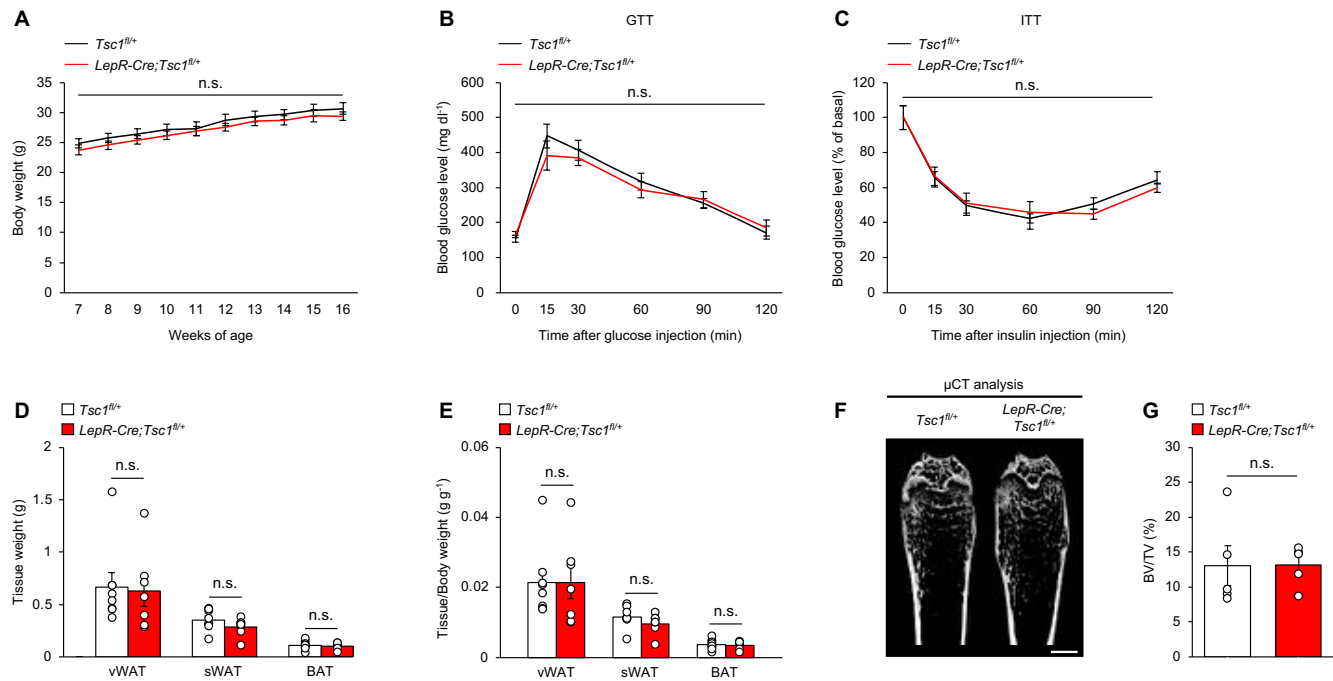 A
Tsc1fl/+
LepR-Cre;Tsc1fl/+
n.s.
35
30
25
20
15
10
5
0
Body weight (g)
7 8 9 10 11 12 13 14 15 16
Weeks of age
B
GTT
Tsc1fl/+
LepR-Cre;Tsc1fl/+
n.s.
600
500
400
300
200
100
0
Blood glucose level (mg dl-1)
0 15 30 60 90 120
Time after glucose injection (min)
C
ITT
Tsc1fl/+
LepR-Cre;Tsc1fl/+
n.s.
120
100
80
60
40
20
0
Blood glucose level (% of basal)
0 15 30 60 90 120
Time after insulin injection (min)
D
Tsc1fl/+
LepR-Cre;Tsc1fl/+
2
1.5
1
0.5
0
Tissue weight (g)
n.s.
n.s.
n.s.
vWAT sWAT BAT
E
Tsc1fl/+
LepR-Cre;Tsc1fl/+
0.06
0.04
0.02
0
Tissue/Body weight (g g-1)
n.s.
n.s.
n.s.
vWAT sWAT BAT
F
µCT analysis
Tsc1fl/+
LepR-Cre;
Tsc1fl/+
G
Tsc1fl/+
LepR-Cre;Tsc1fl/+
30
25
20
15
10
5
0
BV/TV (%)
n.s.